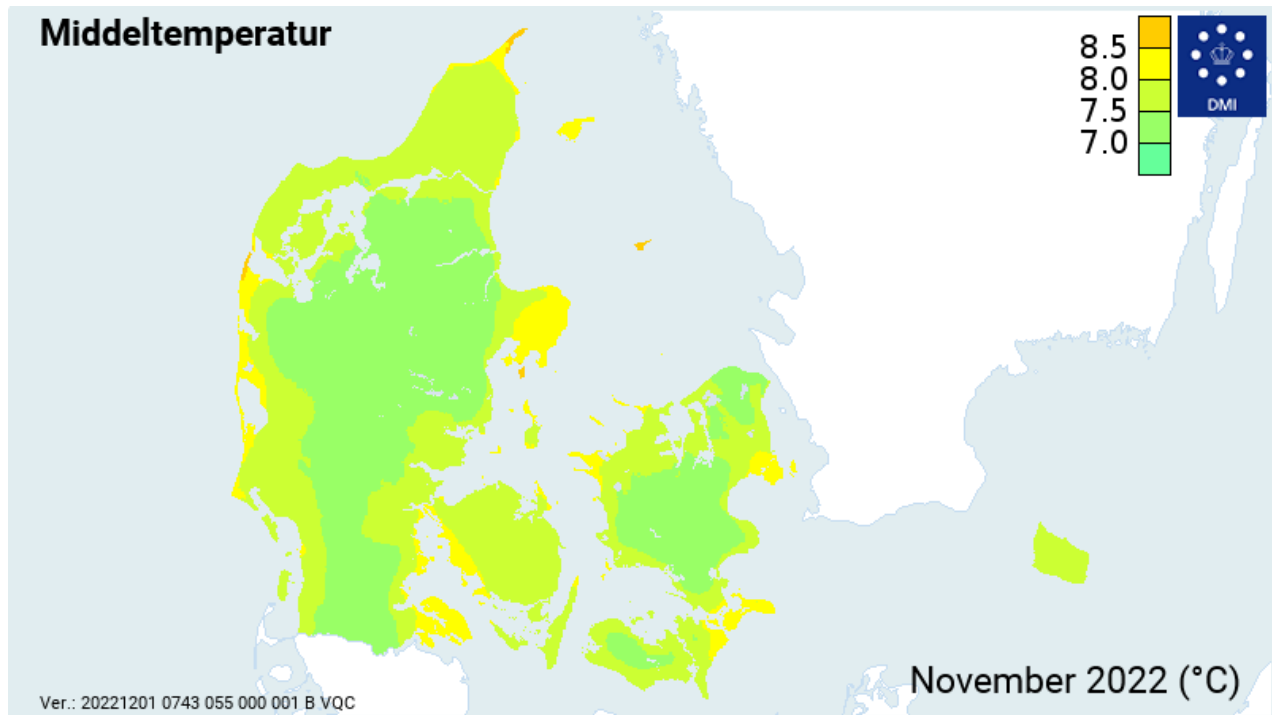 Middeltemperatur
8.5
8.0
7.5
7.0
DMI
November 2022 (°C)
Ver.: 20221201 0743 055 000 001 B VQC